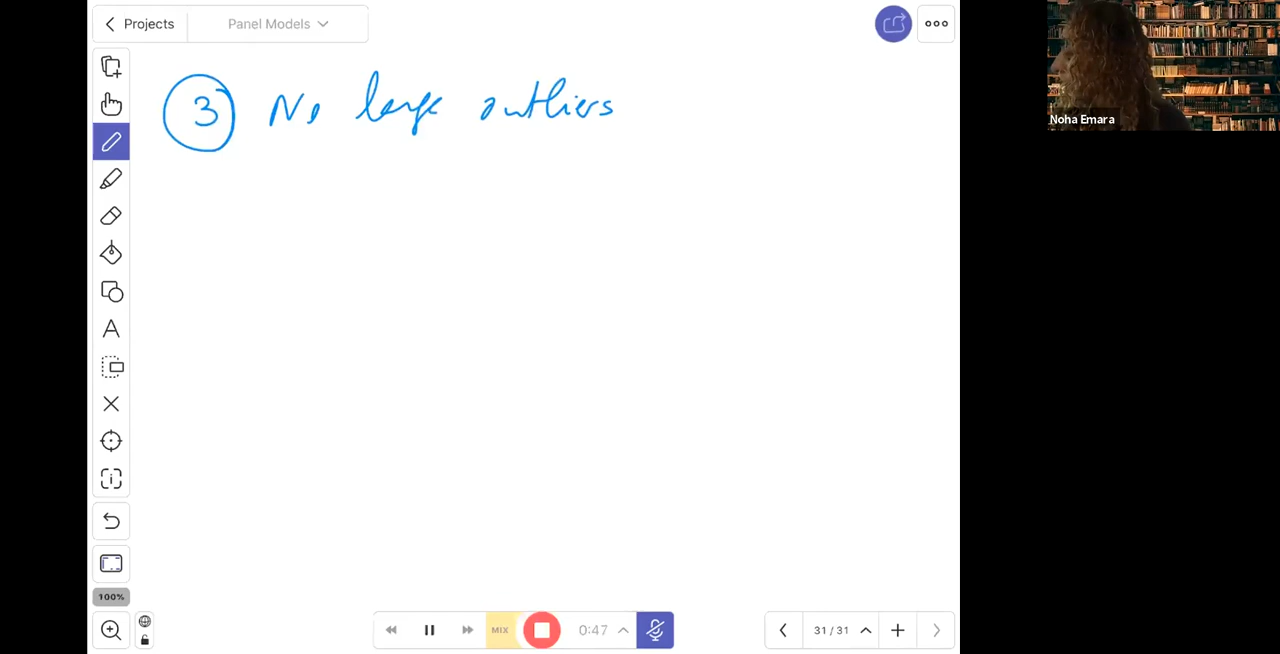 Projects
Panel Models
3 No large outliers
Noha Emara
A
100%
MIX
0:47
31 / 31